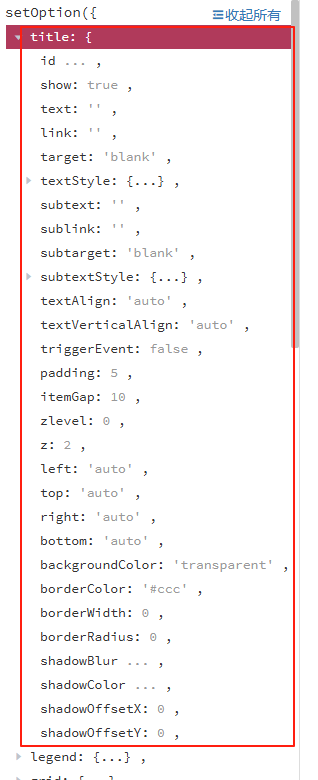 setOption({
收起所有
title: {
id ... ,
show: true ,
text: '' ,
link: '' ,
target: 'blank' ,
textStyle: {...} ,
subtext: '' ,
sublink: '' ,
subtarget: 'blank' ,
subtextStyle: {...} ,
textAlign: 'auto' ,
textVerticalAlign: 'auto' ,
triggerEvent: false ,
padding: 5 ,
itemGap: 10 ,
zlevel: 0 ,
z: 2 ,
left: 'auto' ,
top: 'auto' ,
right: 'auto' ,
bottom: 'auto' ,
backgroundColor: 'transparent' ,
borderColor: '#ccc' ,
borderWidth: 0 ,
borderRadius: 0 ,
shadowBlur ... ,
shadowColor ... ,
shadowOffsetX: 0 ,
shadowOffsetY: 0 ,
legend: {...} ,
grid: {...} ,